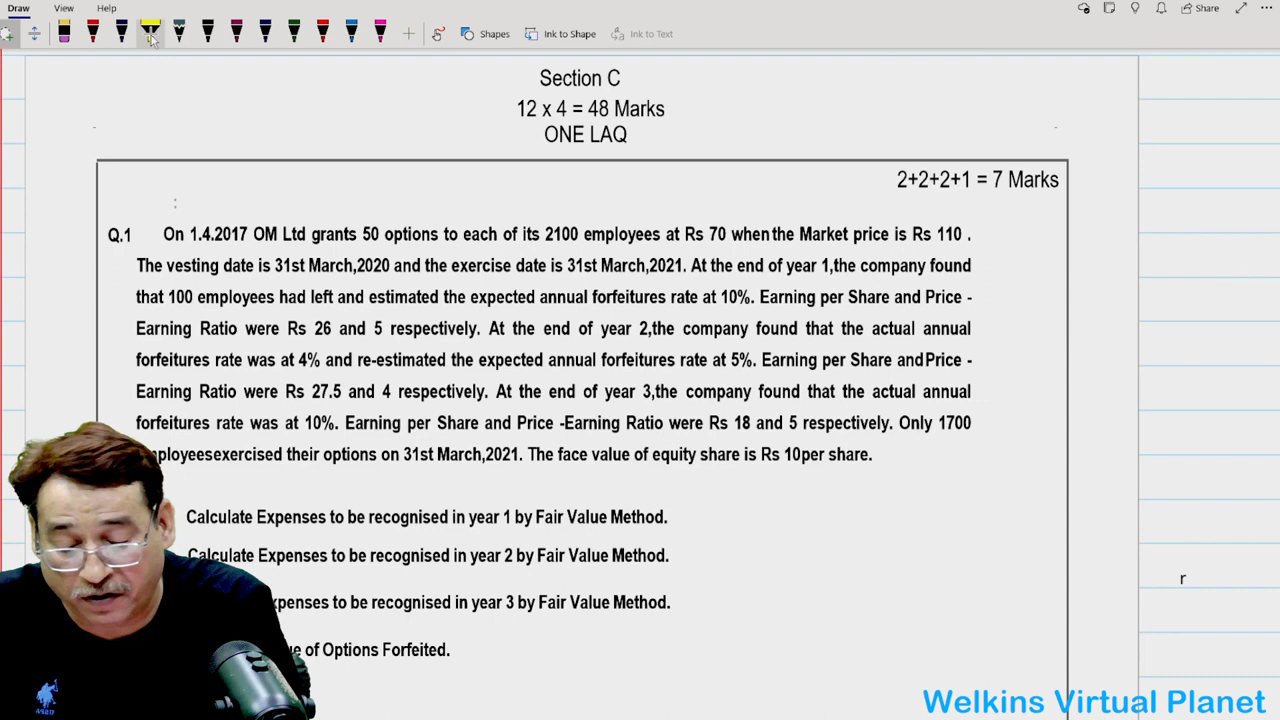 Draw View Help
Share
Shapes Ink to Shape Ink to Text
Section C
12 x 4 = 48 Marks
ONE LAQ
2+2+2+1 = 7 Marks
:
Q.1 On 1.4.2017 OM Ltd grants 50 options to each of its 2100 employees at Rs 70 when the Market price is Rs 110 .
The vesting date is 31st March,2020 and the exercise date is 31st March,2021. At the end of year 1,the company found
that 100 employees had left and estimated the expected annual forfeitures rate at 10%. Earning per Share and Price -
Earning Ratio were Rs 26 and 5 respectively. At the end of year 2,the company found that the actual annual
forfeitures rate was at 4% and re-estimated the expected annual forfeitures rate at 5%. Earning per Share and Price -
Earning Ratio were Rs 27.5 and 4 respectively. At the end of year 3,the company found that the actual annual
forfeitures rate was at 10%. Earning per Share and Price -Earning Ratio were Rs 18 and 5 respectively. Only 1700
exercised their options on 31st March,2021. The face value of equity share is Rs 10per share.
Calculate Expenses to be recognised in year 1 by Fair Value Method.
Calculate Expenses to be recognised in year 2 by Fair Value Method.
r
to be recognised in year 3 by Fair Value Method.
of Options Forfeited.
Welkins Virtual Planet